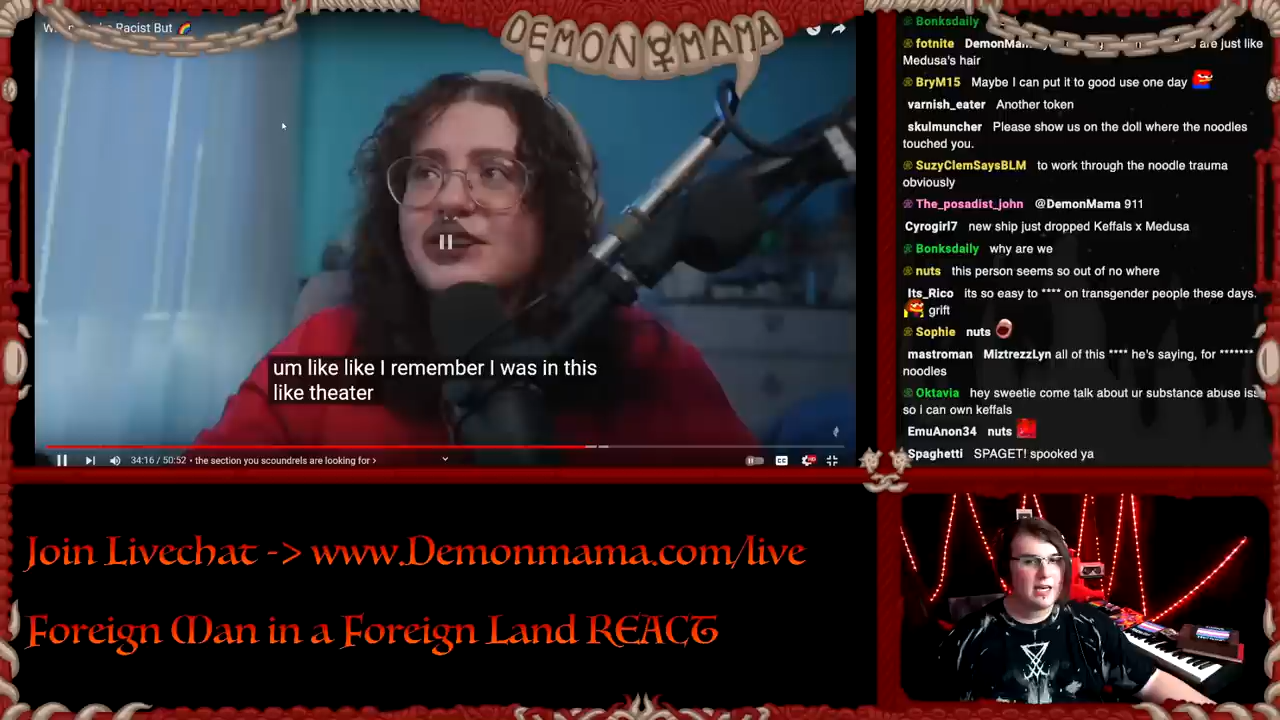 Racist But 🌈
DEMON MAMA
um like like I remember I was in this
like theater
34:16 / 50:52 • the section you scoundrels are looking for ›
CC
HD
Join Livechat -> www.Demonmama.com/live
Foreign Man in a Foreign Land REACT
Bonksdaily
fotnite are just like
Medusa's hair
BryM15 Maybe I can put it to good use one day
varnish_eater Another token
skulmuncher Please show us on the doll where the noodles
touched you.
SuzyClemSaysBLM to work through the noodle trauma
obviously
The_posadist_john @DemonMama 911
Cyrogirl7 new ship just dropped Keffals x Medusa
Bonksdaily why are we
nuts this person seems so out of no where
Its_Rico its so easy to **** on transgender people these days.
grift
Sophie nuts
mastroman MiztrezzLyn all of this **** he's saying, for *******
noodles
Oktavia hey sweetie come talk about ur substance abuse
so i can own keffals
EmuAnon34 nuts
Spaghetti SPAGET! spooked ya